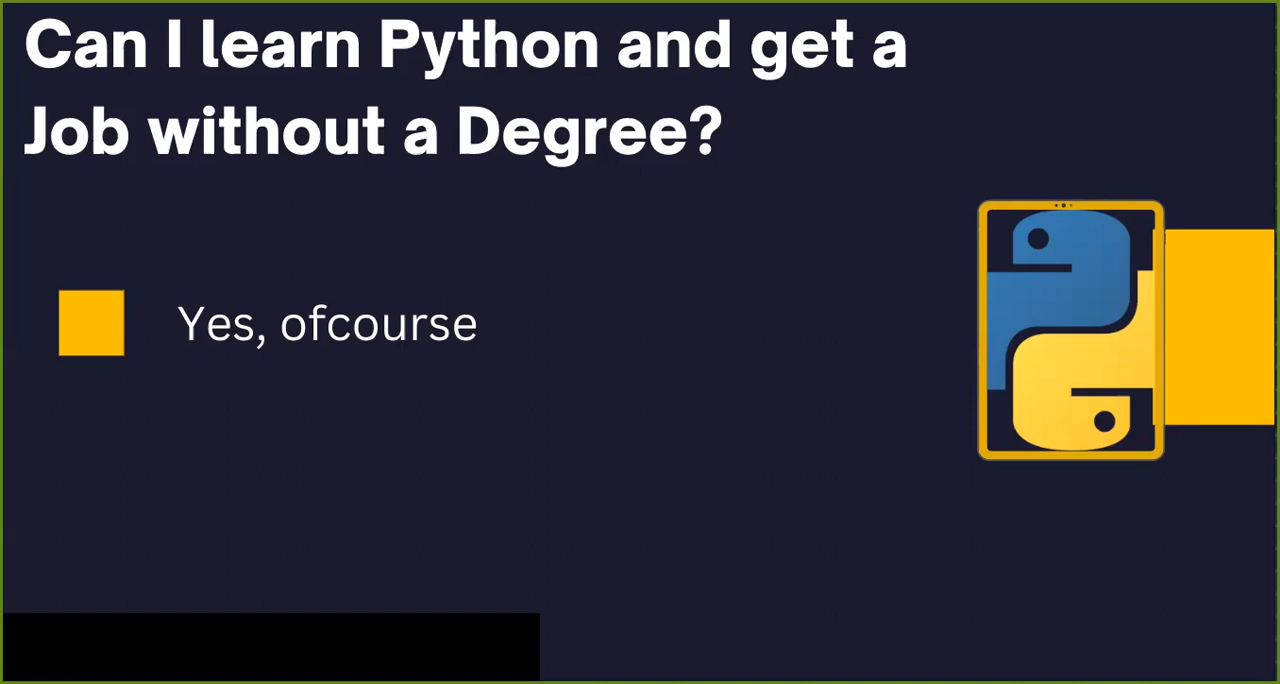 Can I learn Python and get a
Job without a Degree?
Yes, ofcourse